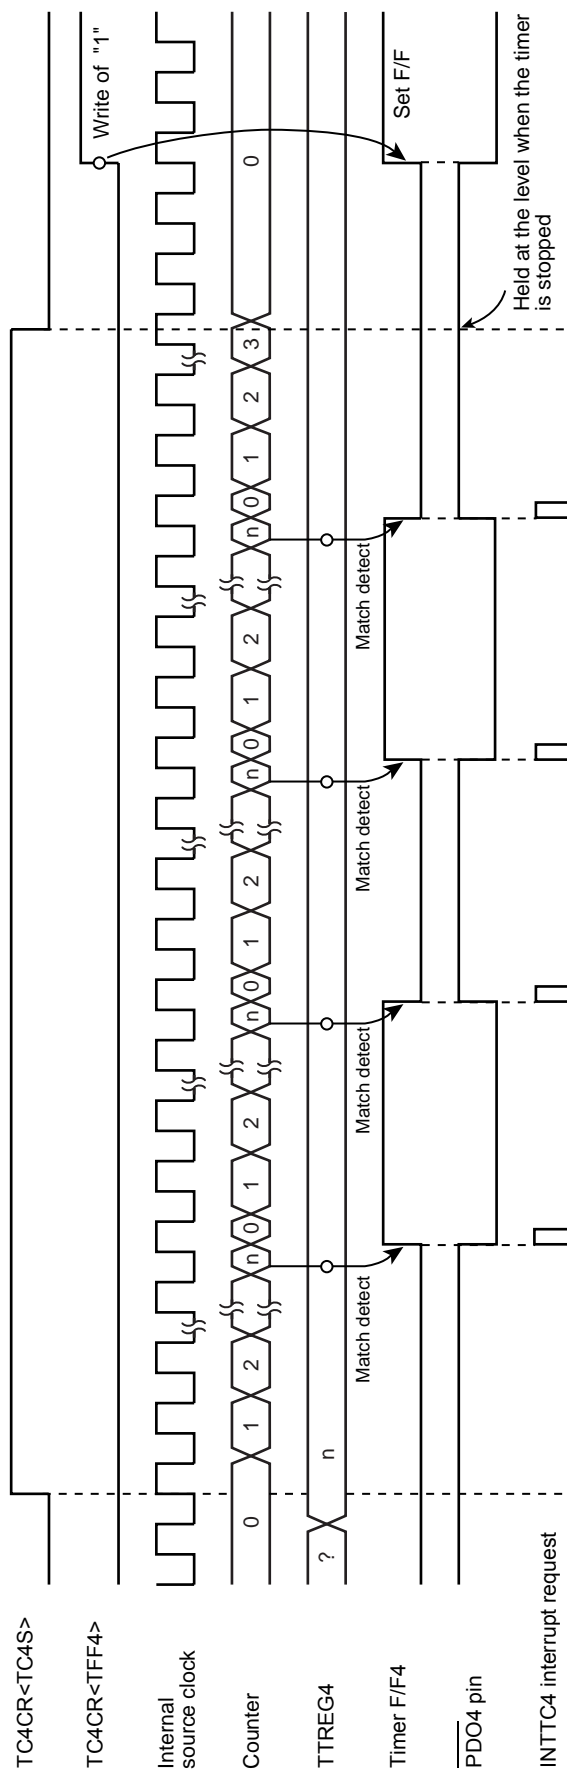 TC4CR<TC4S>
TC4CR<TFF4>
Write of "1"
Internal
source clock
Counter
0 1 2 n 0 1 2 n 0 1 2 n 0 1 2 n 0 1 2 3 0
TTREG4
? n
Match detect
Match detect
Match detect
Match detect
Timer F/F4
Set F/F
PDO4 pin
Held at the level when the timer
is stopped
INTTC4 interrupt request